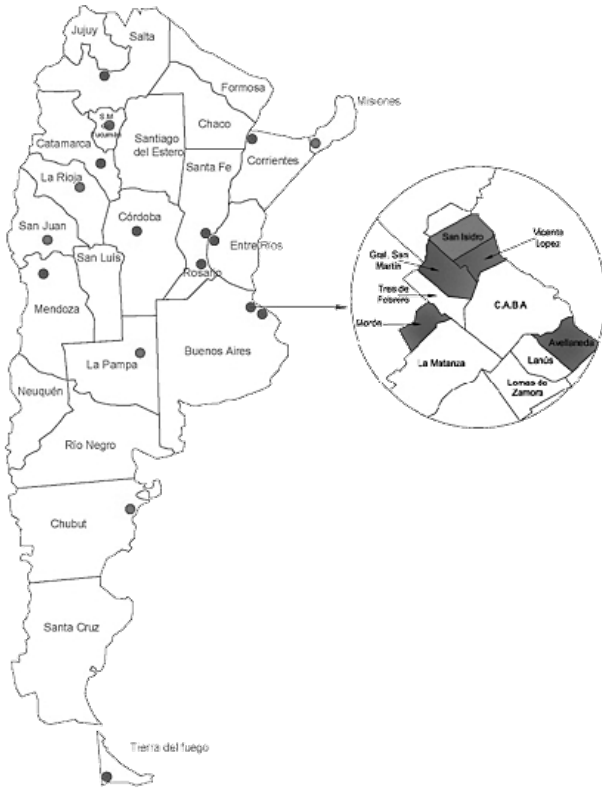 Jujuy
Salta
Formosa
Misiones
Chaco
S.M
Tucumán
Catamarca
Santiago
del Estero
Santa Fe
Corrientes
La Rioja
San Juan
Córdoba
Entre Ríos
San Luis
Rosario
Mendoza
Buenos Aires
La Pampa
Neuquén
Río Negro
Chubut
Santa Cruz
Tierra del fuego
San Isidro
Vicente
Lopez
Gral. San
Martín
Tres de
Febrero
C.A.B.A
Morón
Avellaneda
La Matanza
Lanús
Lomas de
Zamora